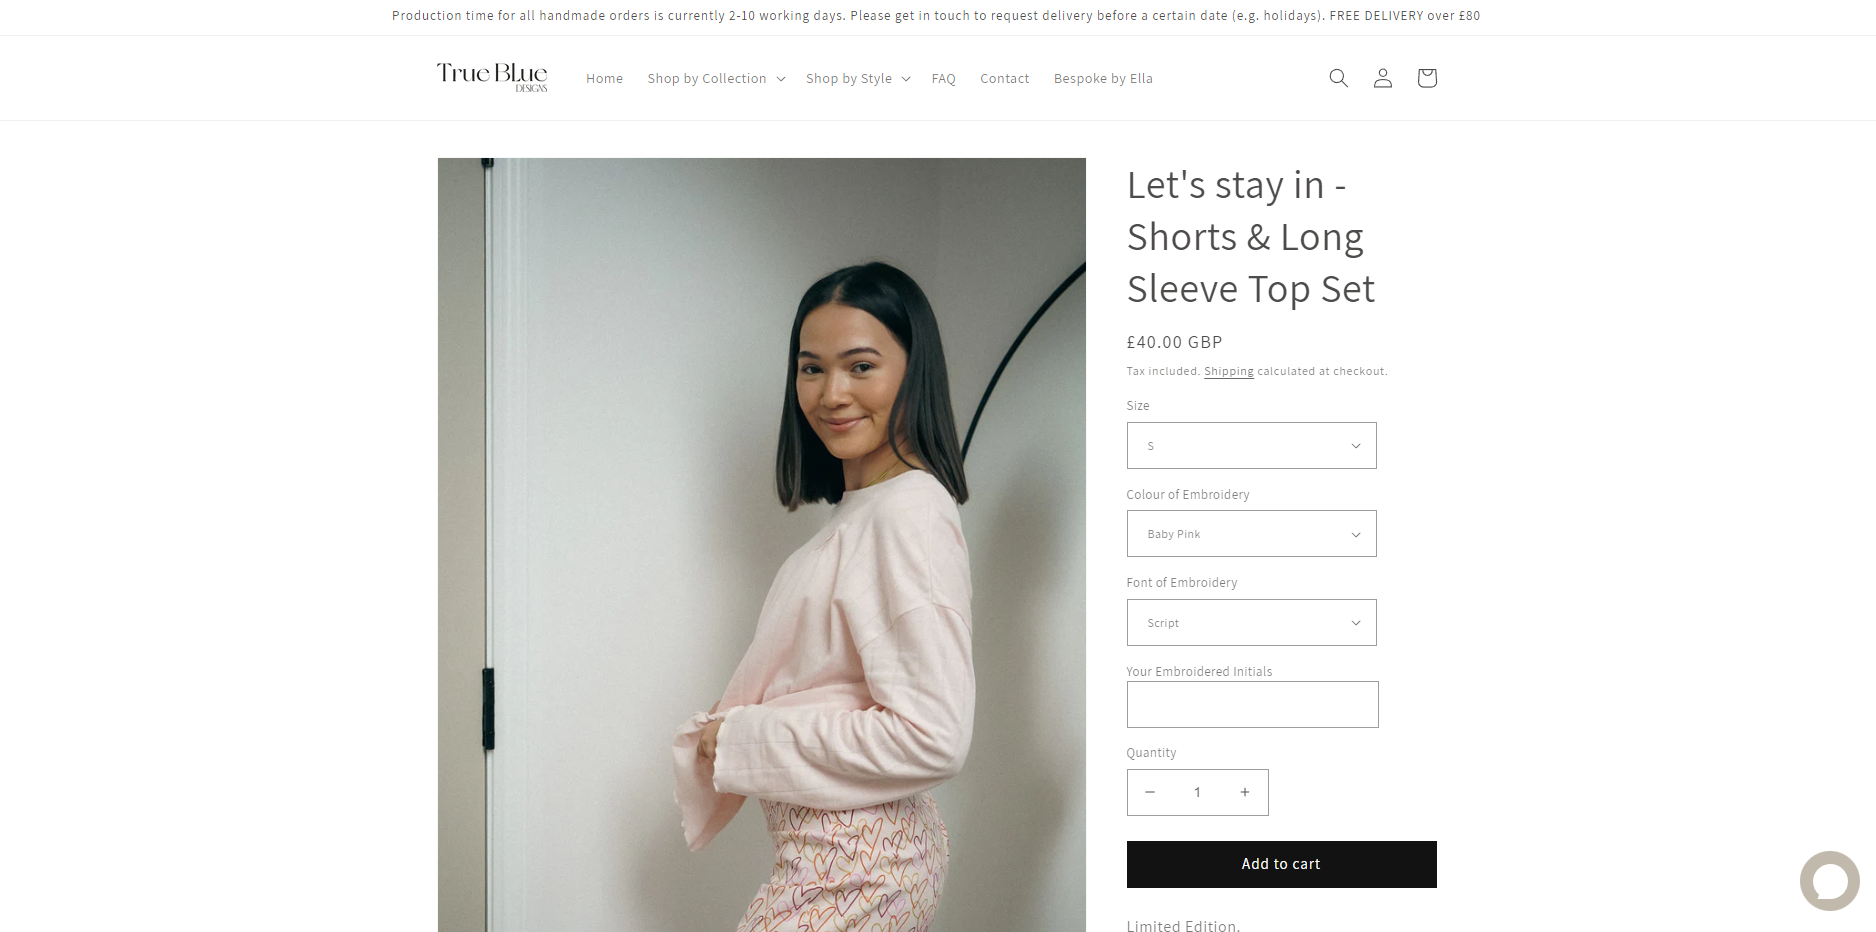 Production time for all handmade orders is currently 2-10 working days. Please get in touch to request delivery before a certain date (e.g. holidays). FREE DELIVERY over £80
True Blue
DESIGNS
Home
Shop by Collection
Shop by Style
FAQ
Contact
Bespoke by Ella
Let's stay in -
Shorts & Long
Sleeve Top Set
£40.00 GBP
Tax included. Shipping calculated at checkout.
Size
S
Colour of Embroidery
Baby Pink
Font of Embroidery
Script
Your Embroidered Initials
Quantity
1
Add to cart
Limited Edition.